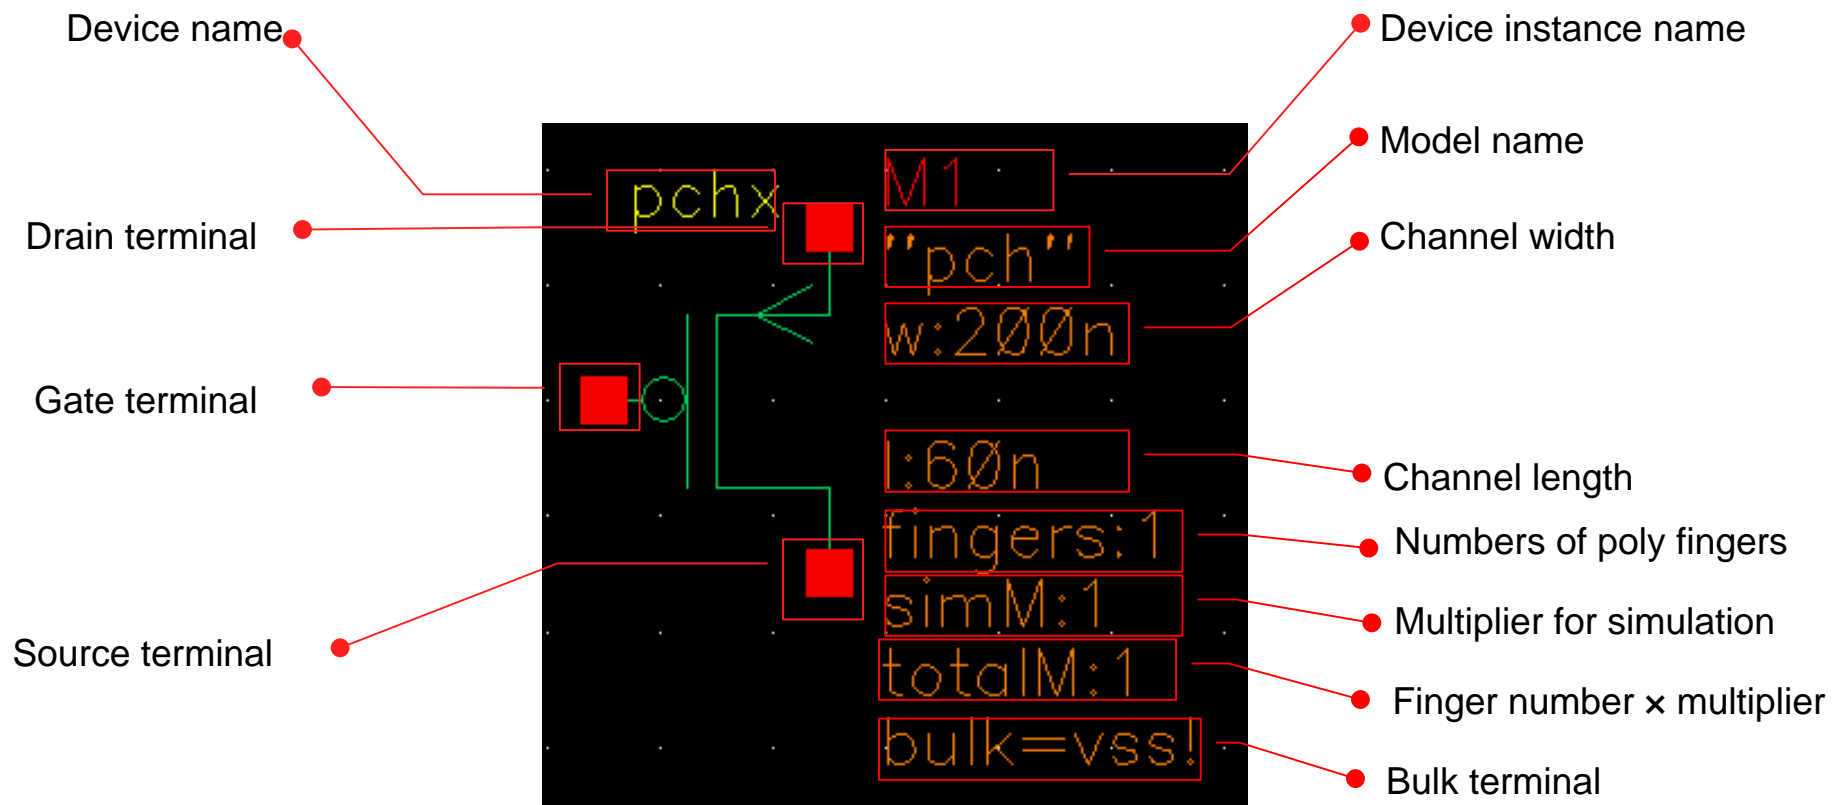 Device name
Drain terminal
Gate terminal
Source terminal
pchx
M1
"pch"
w:200n
l:60n
fingers:1
simM:1
totalM:1
bulk=vss!
Device instance name
Model name
Channel width
Channel length
Numbers of poly fingers
Multiplier for simulation
Finger number × multiplier
Bulk terminal